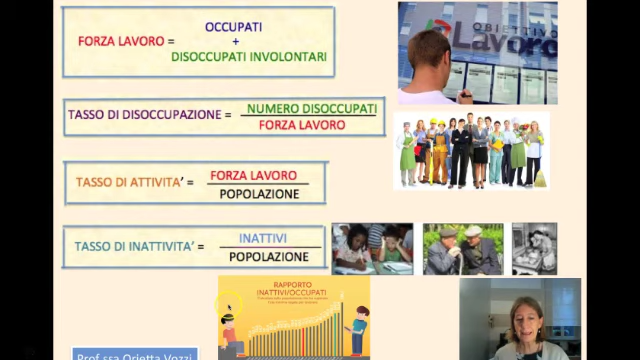 OCCUPATI
FORZA LAVORO = +
DISOCCUPATI INVOLONTARI
OBIETTIVO
Lavoro
TASSO DI DISOCCUPAZIONE = NUMERO DISOCCUPATI
FORZA LAVORO
TASSO DI ATTIVITA' = FORZA LAVORO
POPOLAZIONE
TASSO DI INATTIVITA' = INATTIVI
POPOLAZIONE
RAPPORTO
INATTIVI/OCCUPATI
Prof.ssa Orietta Vozzi